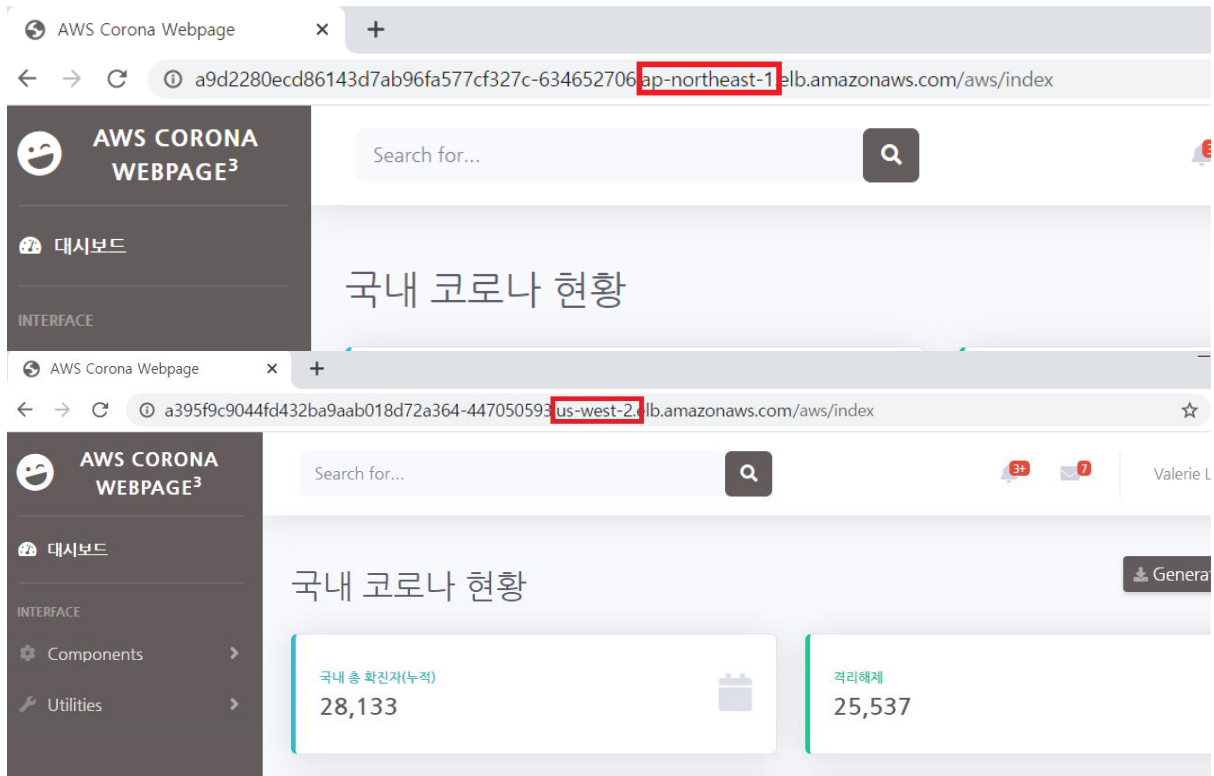 AWS Corona Webpage
a9d2280ecd86143d7ab96fa577cf327c-634652706.ap-northeast-1.elb.amazonaws.com/aws/index
AWS CORONA
WEBPAGE3
Search for...
대시보드
국내 코로나 현황
INTERFACE
AWS Corona Webpage
a395f9c9044fd432ba9aab018d72a364-447050593.us-west-2.elb.amazonaws.com/aws/index
AWS CORONA
WEBPAGE3
Search for...
3+
7
Valerie L
대시보드
국내 코로나 현황
Generat
INTERFACE
Components
Utilities
국내 총 확진자(누적)
28,133
격리해제
25,537